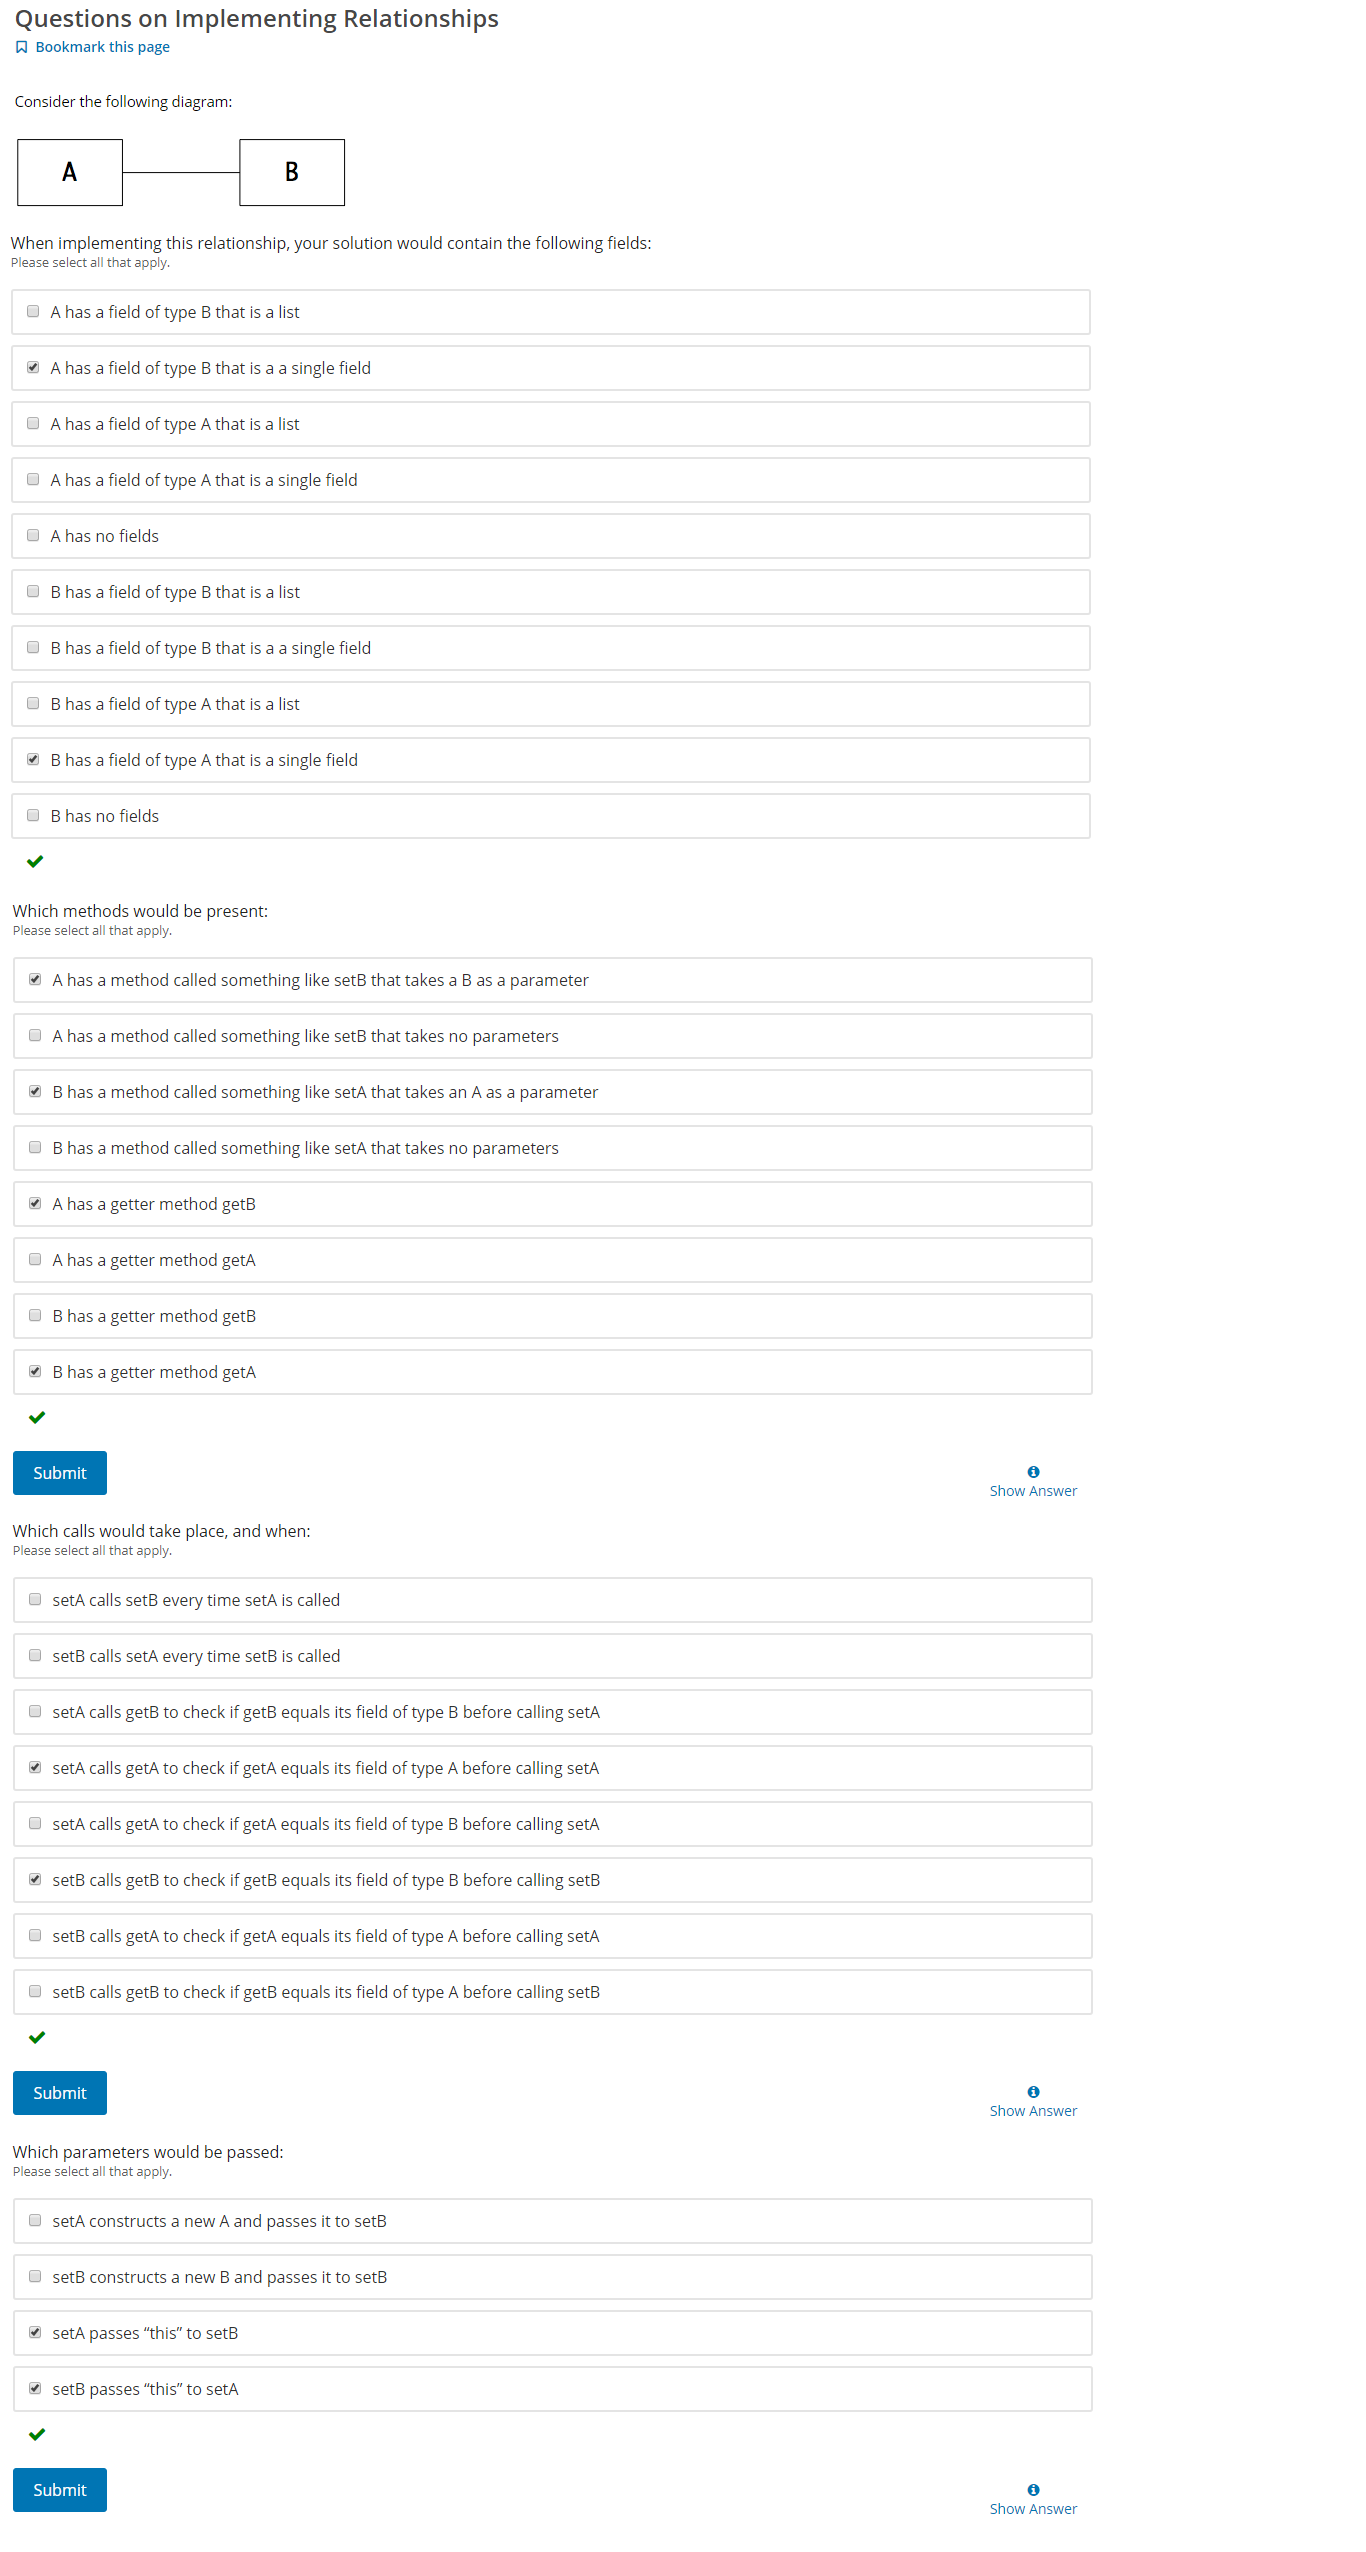 Questions on Implementing Relationships
Bookmark this page
Consider the following diagram:
A
B
When implementing this relationship, your solution would contain the following fields:
Please select all that apply.
A has a field of type B that is a list
A has a field of type B that is a a single field
A has a field of type A that is a list
A has a field of type A that is a single field
A has no fields
B has a field of type B that is a list
B has a field of type B that is a a single field
B has a field of type A that is a list
B has a field of type A that is a single field
B has no fields
Which methods would be present:
Please select all that apply.
A has a method called something like setB that takes a B as a parameter
A has a method called something like setB that takes no parameters
B has a method called something like setA that takes an A as a parameter
B has a method called something like setA that takes no parameters
A has a getter method getB
A has a getter method getA
B has a getter method getB
B has a getter method getA
Submit
Show Answer
Which calls would take place, and when:
Please select all that apply.
setA calls setB every time setA is called
setB calls setA every time setB is called
setA calls getB to check if getB equals its field of type B before calling setA
setA calls getA to check if getA equals its field of type A before calling setA
setA calls getA to check if getA equals its field of type B before calling setA
setB calls getB to check if getB equals its field of type B before calling setB
setB calls getA to check if getA equals its field of type A before calling setA
setB calls getB to check if getB equals its field of type A before calling setB
Submit
Show Answer
Which parameters would be passed:
Please select all that apply.
setA constructs a new A and passes it to setB
setB constructs a new B and passes it to setB
setA passes “this” to setB
setB passes “this” to setA
Submit
Show Answer